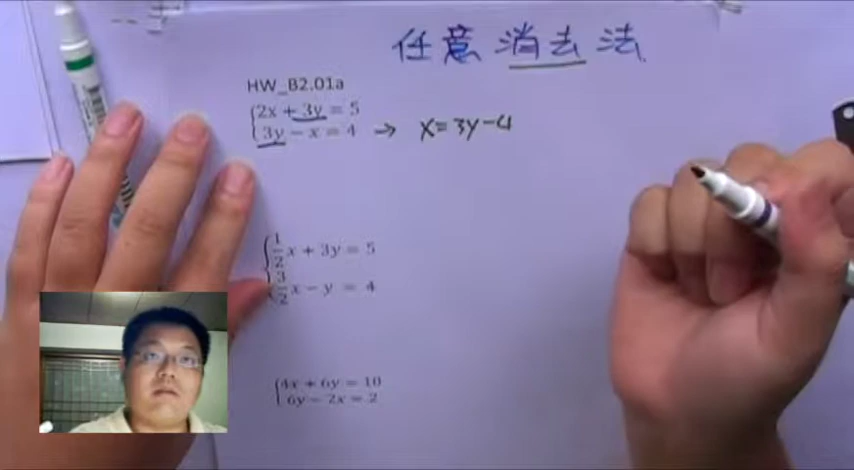 任意消去法
HW_B2.01a
2x + 3y = 5
3y − x = 4 → x = 3y − 4
1/2 x + 3y = 5
3/2 x − y = 4
4x + 6y = 10
6y − 2x = 2